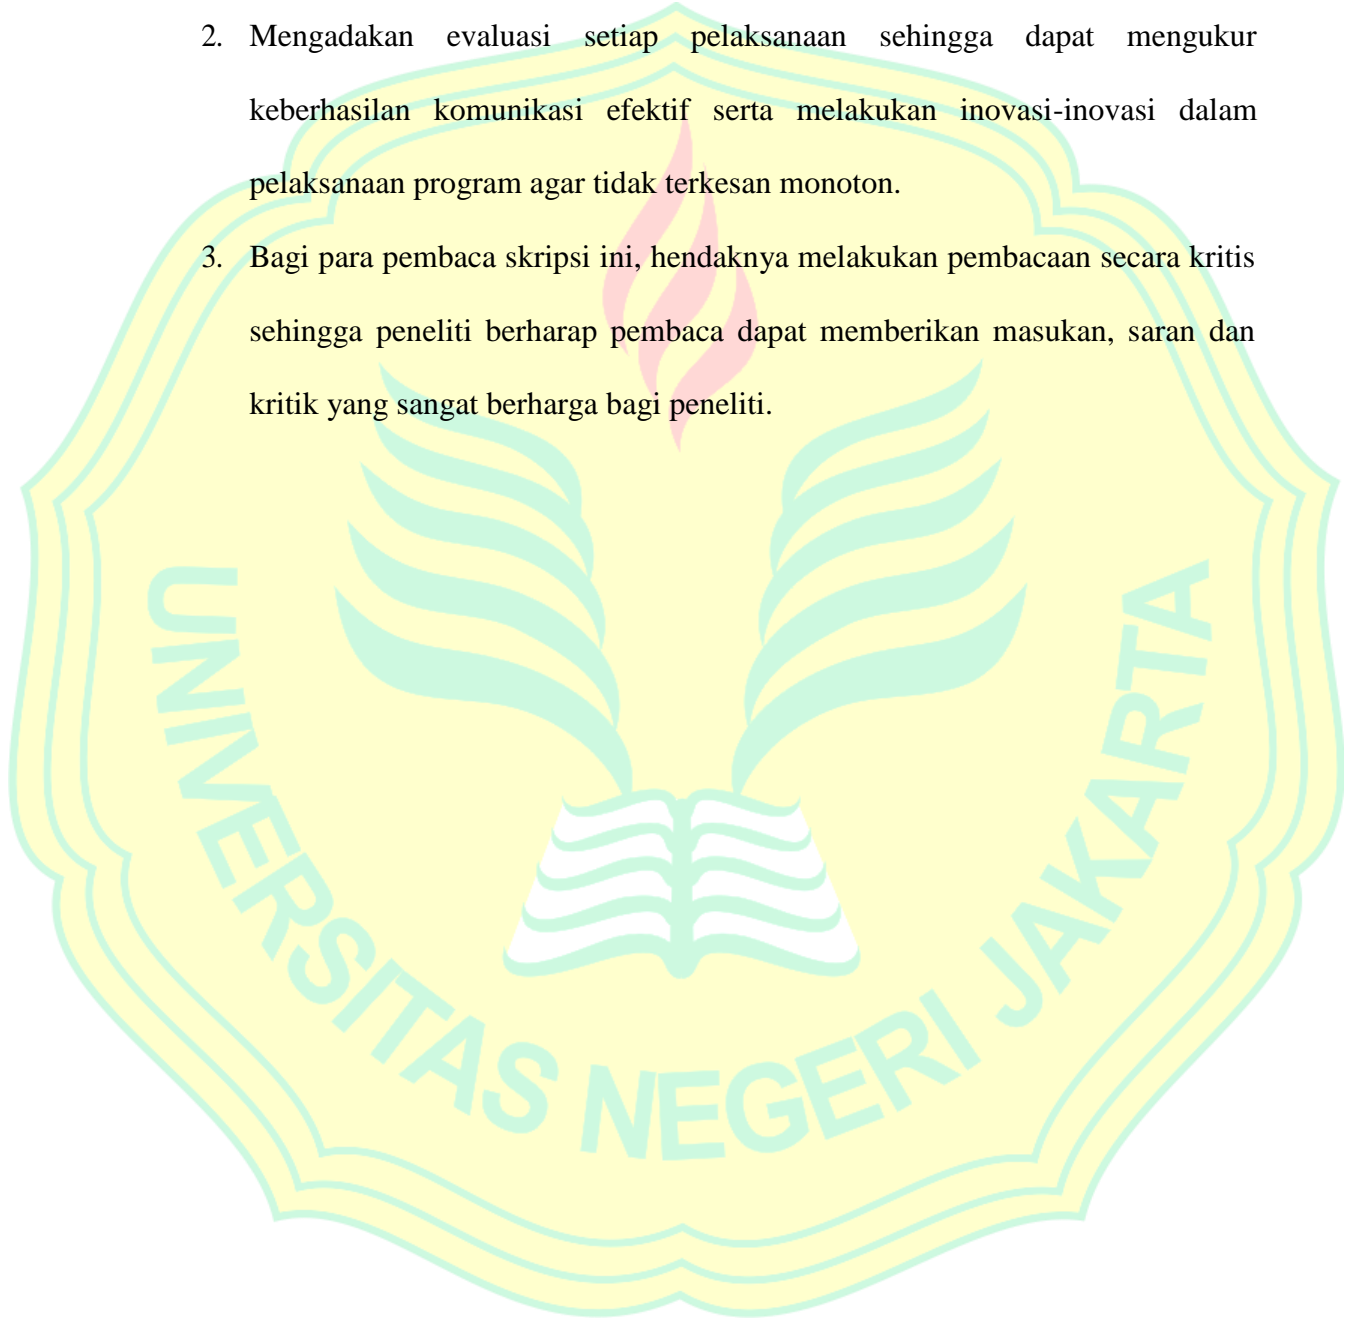 2. Mengadakan evaluasi setiap pelaksanaan sehingga dapat mengukur
keberhasilan komunikasi efektif serta melakukan inovasi-inovasi dalam
pelaksanaan program agar tidak terkesan monoton.
3. Bagi para pembaca skripsi ini, hendaknya melakukan pembacaan secara kritis
sehingga peneliti berharap pembaca dapat memberikan masukan, saran dan
kritik yang sangat berharga bagi peneliti.
UNIVERSITAS NEGERI JAKARTA